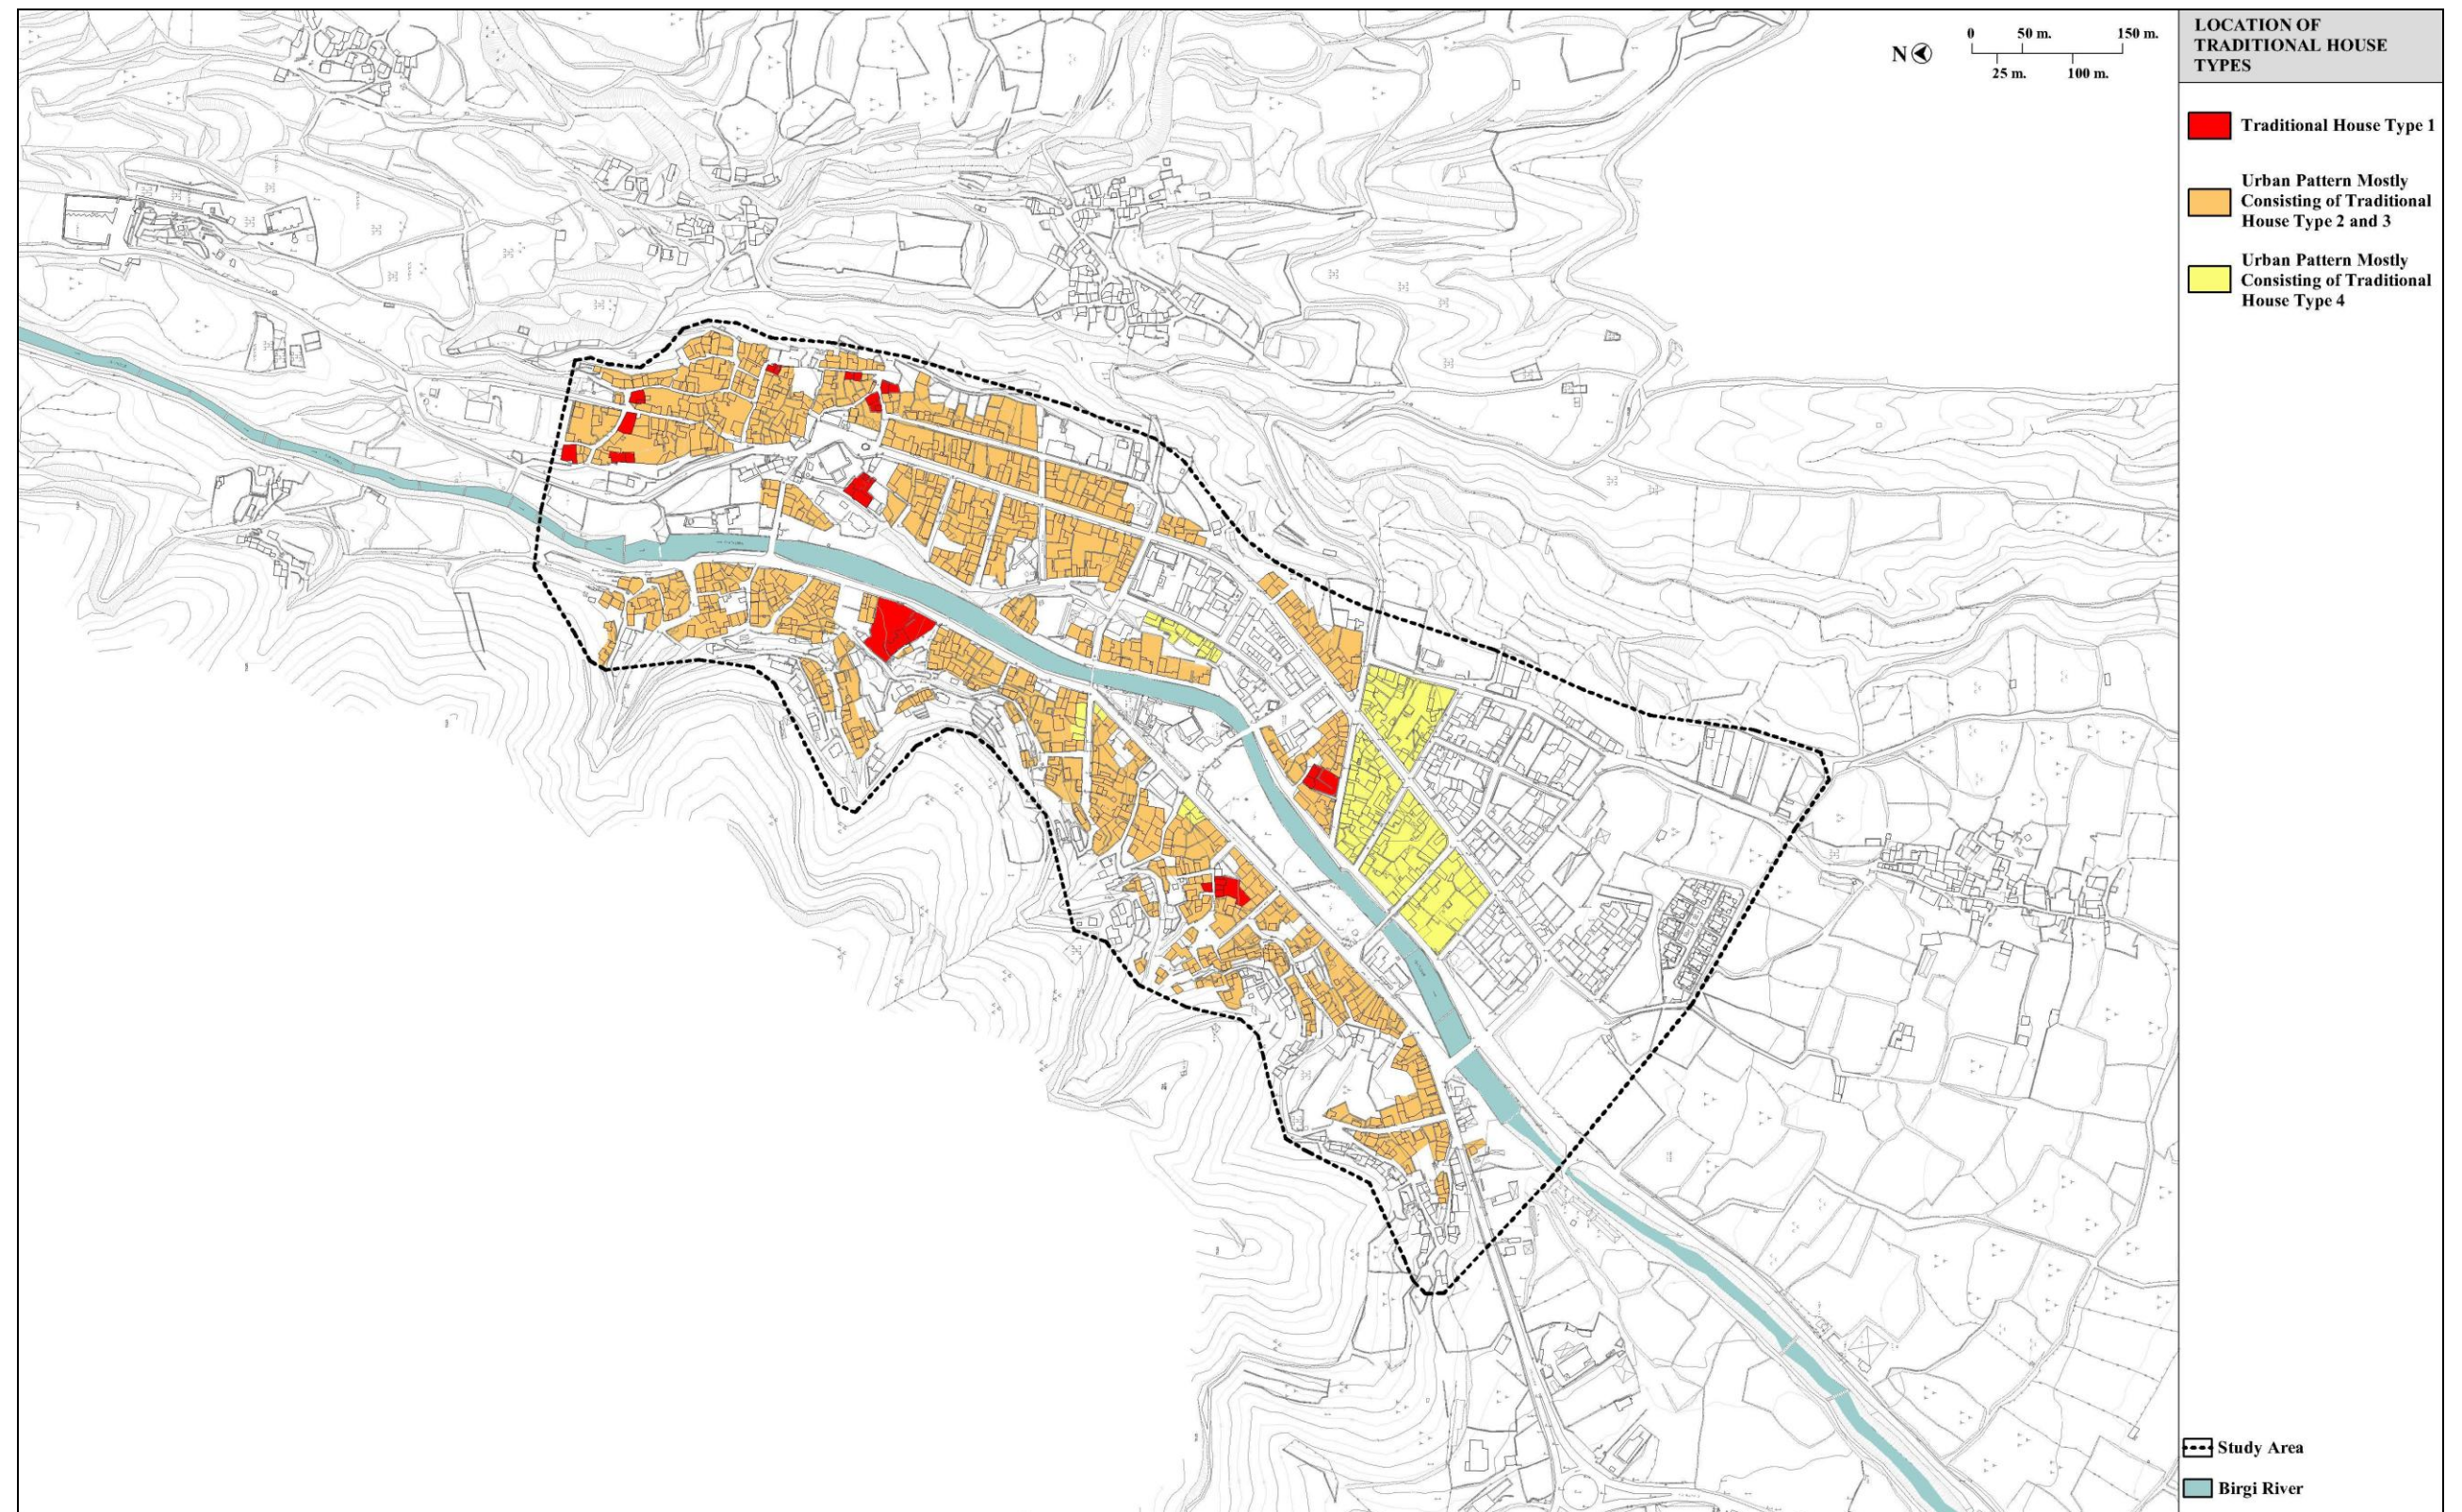 LOCATION OF
TRADITIONAL HOUSE
TYPES
N
0 50 m. 150 m.
25 m. 100 m.
Traditional House Type 1
Urban Pattern Mostly
Consisting of Traditional
House Type 2 and 3
Urban Pattern Mostly
Consisting of Traditional
House Type 4
Study Area
Birgi River